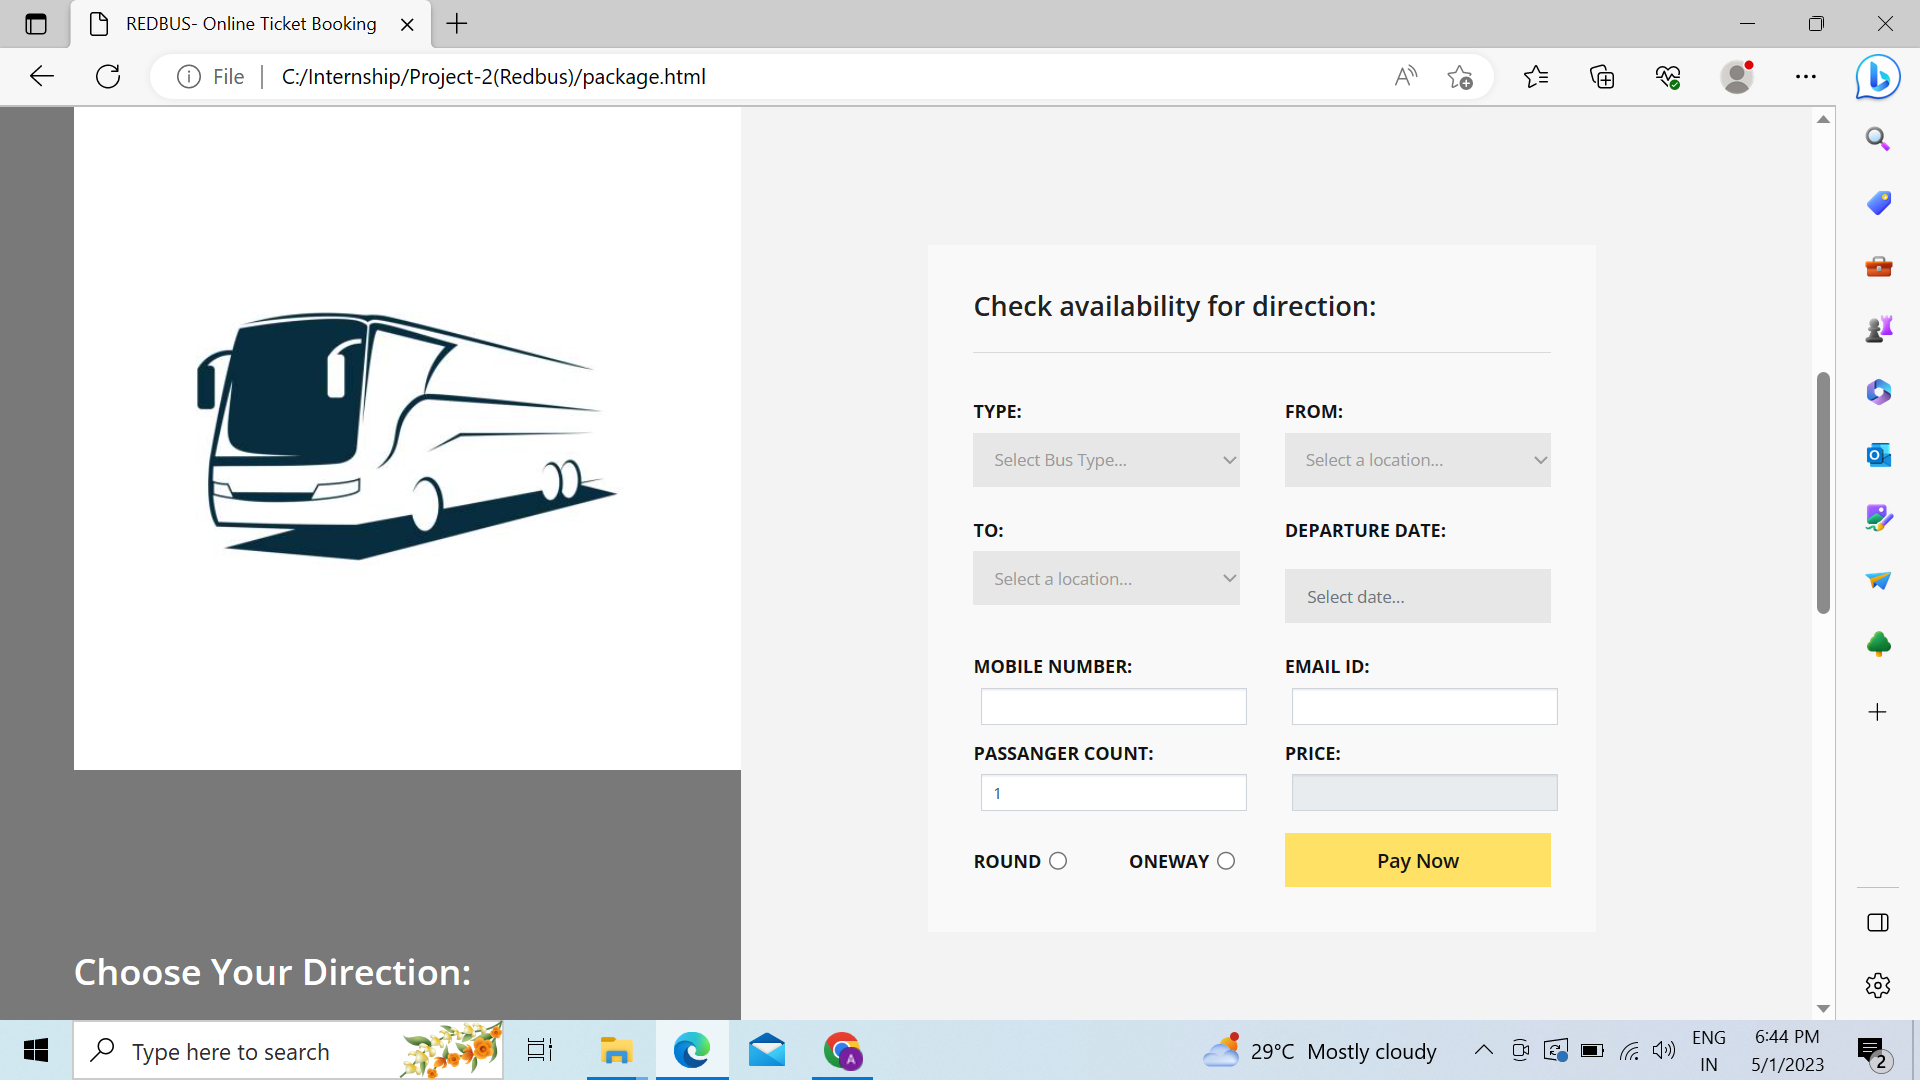 REDBUS- Online Ticket Booking
File
C:/Internship/Project-2(Redbus)/package.html
Check availability for direction:
TYPE:
FROM:
Select Bus Type...
Select a location...
TO:
DEPARTURE DATE:
Select a location...
Select date...
MOBILE NUMBER:
EMAIL ID:
PASSANGER COUNT:
PRICE:
1
ROUND
ONEWAY
Pay Now
Choose Your Direction:
Type here to search
A
29°C Mostly cloudy
ENG
IN
6:44 PM
5/1/2023
2